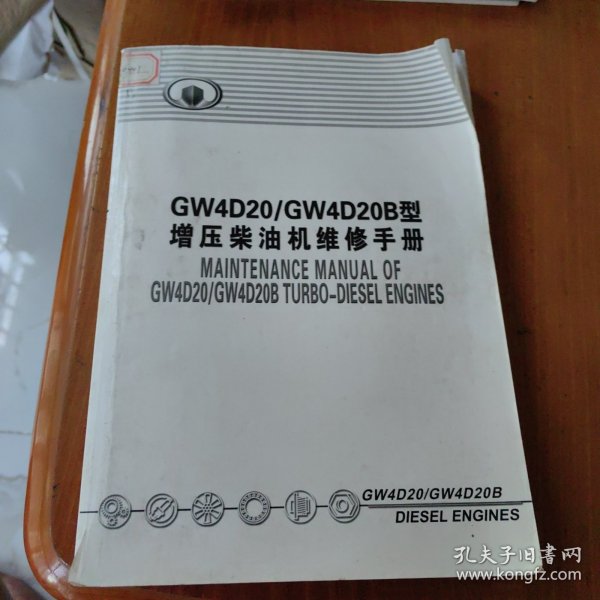 GW4D20/GW4D20B型
增压柴油机维修手册
MAINTENANCE MANUAL OF
GW4D20/GW4D20B TURBO-DIESEL ENGINES
GW4D20/GW4D20B
DIESEL ENGINES
孔夫子旧书网
www.kongfz.com